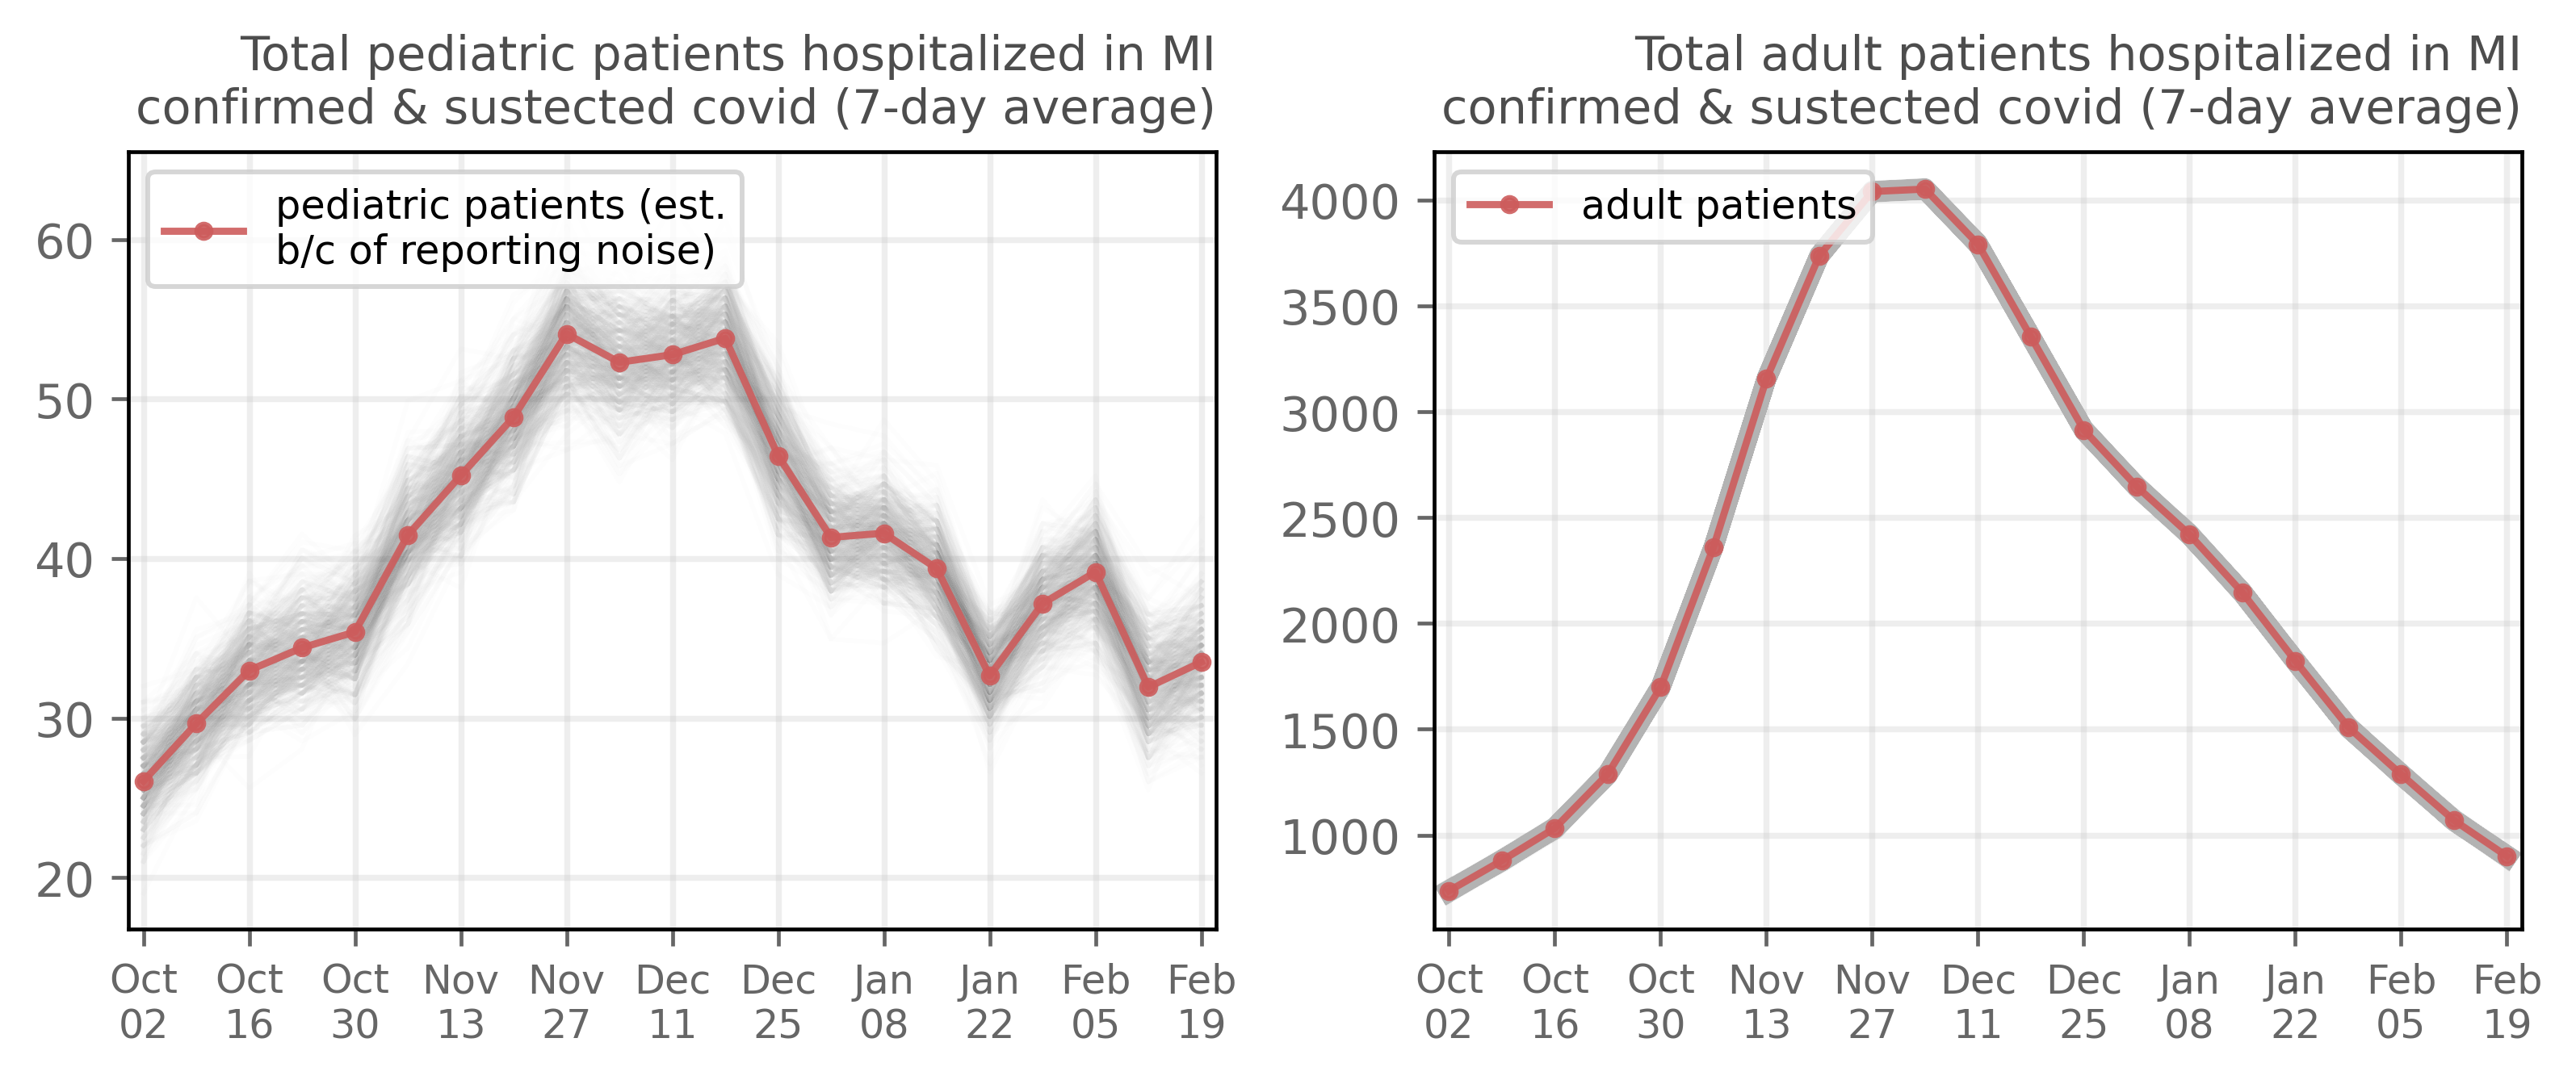 Total pediatric patients hospitalized in MI
confirmed & sustected covid (7-day average)
pediatric patients (est.
b/c of reporting noise)
60
50
40
30
20
Oct Oct Oct Nov Nov Dec Dec Jan Jan Feb Feb
02 16 30 13 27 11 25 08 22 05 19
Total adult patients hospitalized in MI
confirmed & sustected covid (7-day average)
adult patients
4000
3500
3000
2500
2000
1500
1000
Oct Oct Oct Nov Nov Dec Dec Jan Jan Feb Feb
02 16 30 13 27 11 25 08 22 05 19